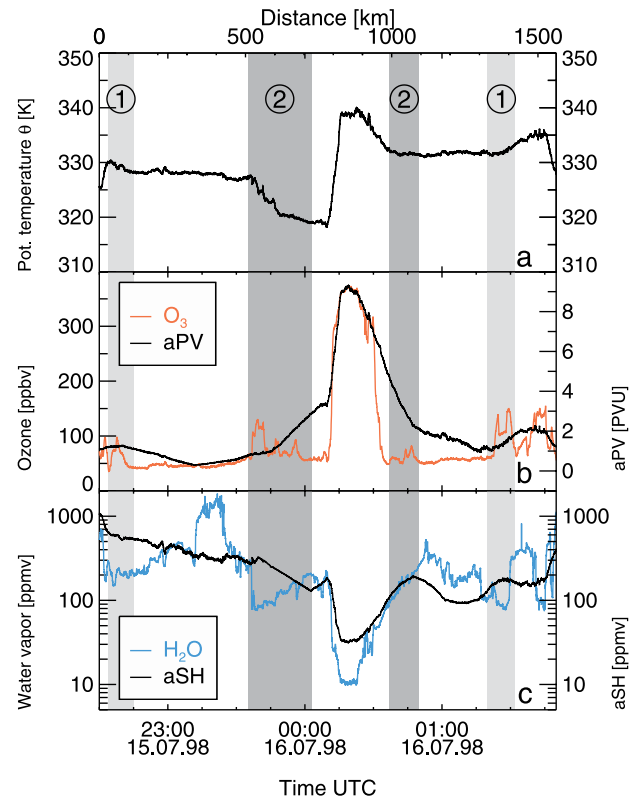 Distance [km]
0 500 1000 1500
350 350
① ② ② ①
340 340
330 330
320 320
310 310
Pot. temperature θ [K]
a
O3
aPV
300
200
100
0
8
6
4
2
0
Ozone [ppbv]
aPV [PVU]
b
1000 1000
100 100
10 10
Water vapor [ppmv]
aSH [ppmv]
H2O
aSH
c
23:00 00:00 01:00
15.07.98 16.07.98 16.07.98
Time UTC